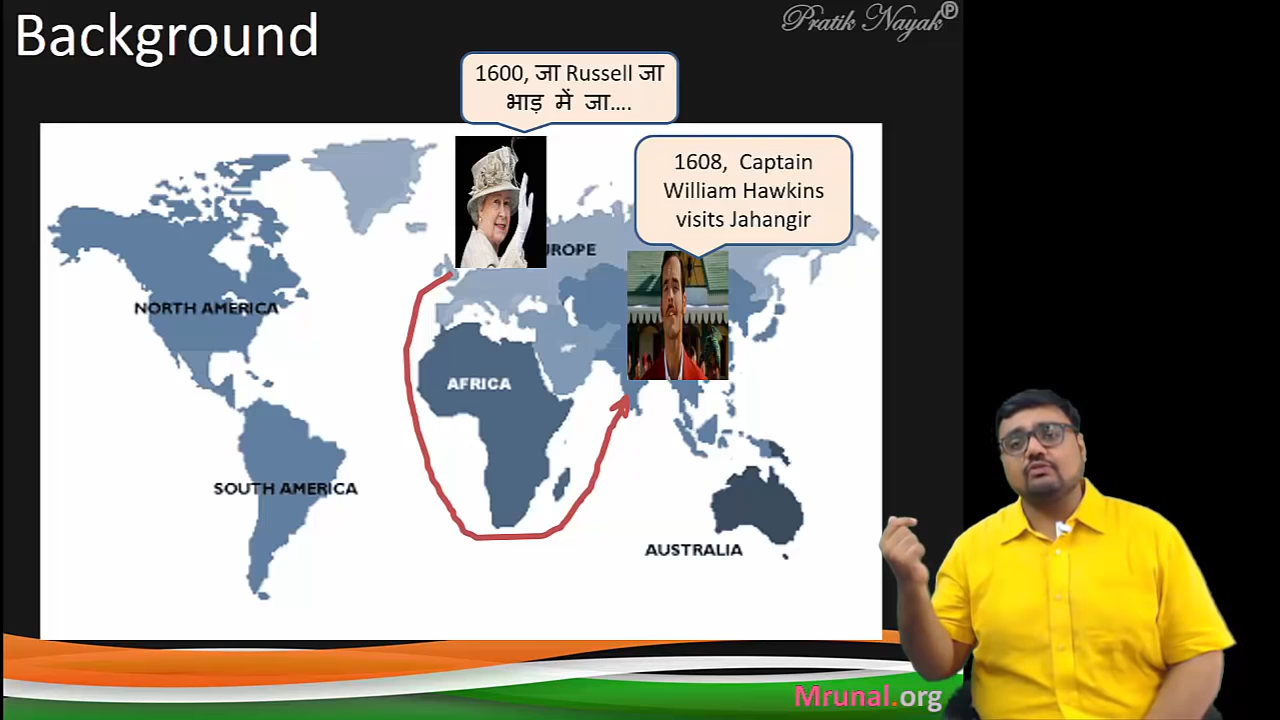 Background
Pratik Nayak
P
1600, जा Russell जा
भाड़ में जा....
1608, Captain
William Hawkins
visits Jahangir
UROPE
NORTH AMERICA
AFRICA
SOUTH AMERICA
AUSTRALIA
Mrunal.org